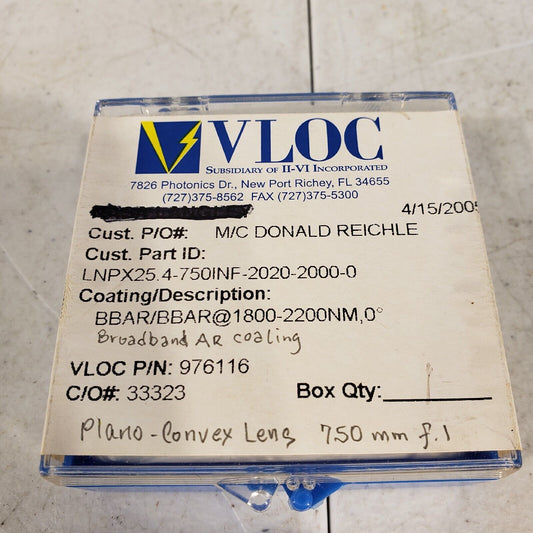 VLOC
SUBSIDIARY OF II-VI INCORPORATED
7826 Photonics Dr., New Port Richey, FL 34655
(727)375-8562 FAX (727)375-5300
4/15/2005
Cust. P/O#: M/C DONALD REICHLE
Cust. Part ID:
LNPX25.4-750INF-2020-2000-0
Coating/Description:
BBAR/BBAR@1800-2200NM,0°
Broadband AR coating
VLOC P/N: 976116
C/O#: 33323 Box Qty: 1
Plano-Convex Lens 750 mm f.l